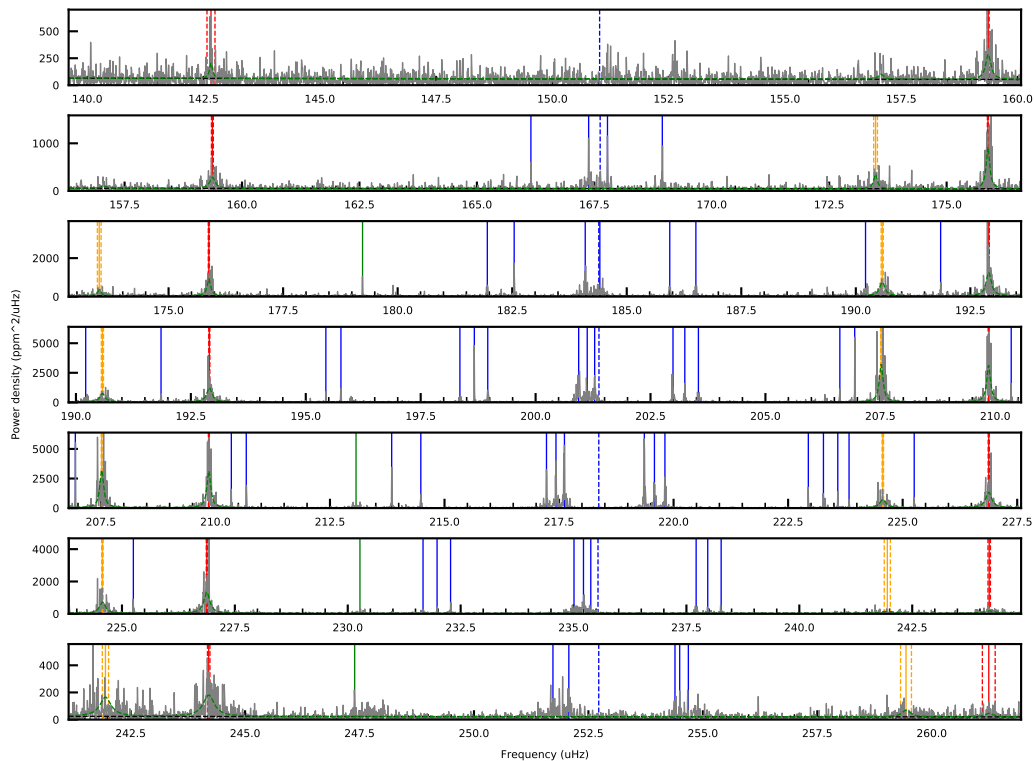 500
250
0
140.0 142.5 145.0 147.5 150.0 152.5 155.0 157.5 160.0
1000
0
157.5 160.0 162.5 165.0 167.5 170.0 172.5 175.0
2000
0
175.0 177.5 180.0 182.5 185.0 187.5 190.0 192.5
5000
2500
0
190.0 192.5 195.0 197.5 200.0 202.5 205.0 207.5 210.0
Power density (ppm^2/uHz)
5000
2500
0
207.5 210.0 212.5 215.0 217.5 220.0 222.5 225.0 227.5
4000
2000
0
225.0 227.5 230.0 232.5 235.0 237.5 240.0 242.5
400
200
0
242.5 245.0 247.5 250.0 252.5 255.0 257.5 260.0
Frequency (uHz)